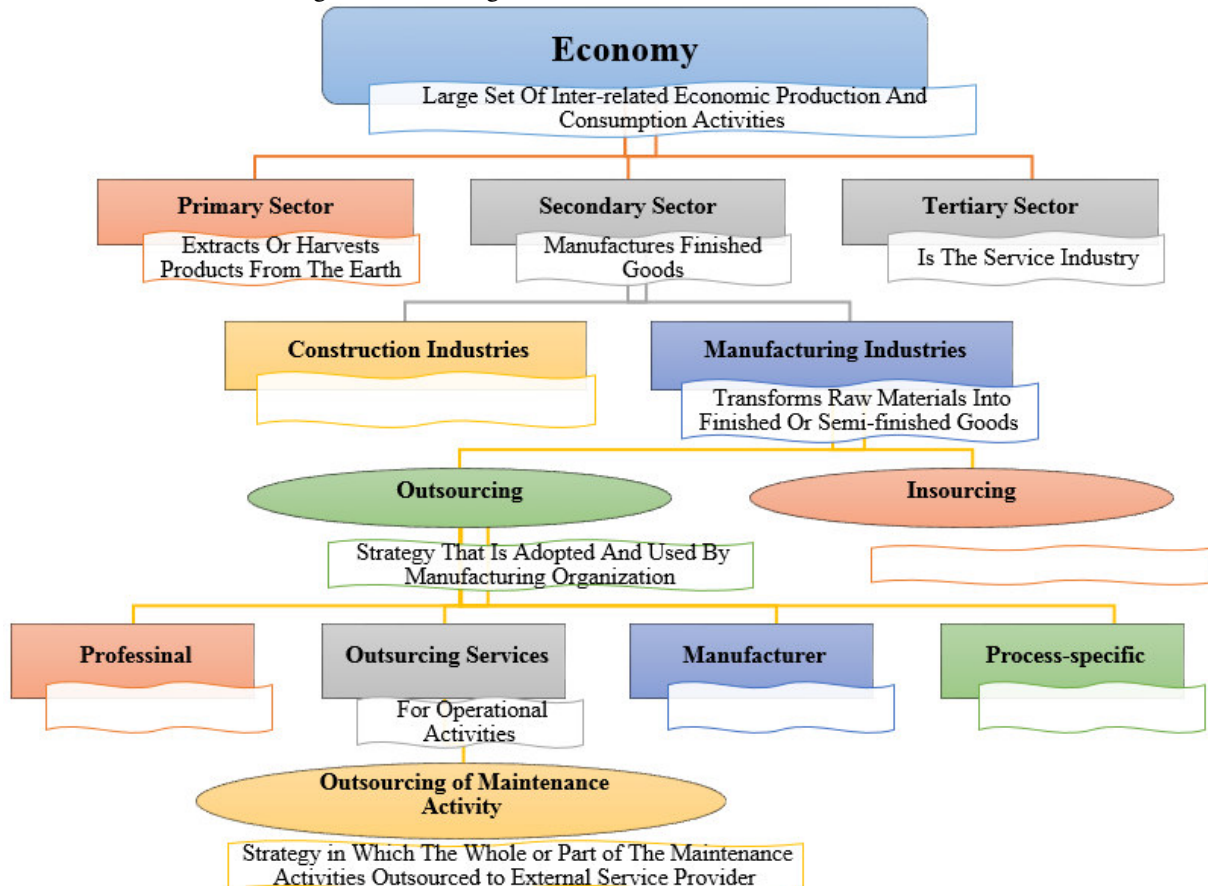 Economy
Large Set Of Inter-related Economic Production And
Consumption Activities
Primary Sector
Secondary Sector
Tertiary Sector
Extracts Or Harvests
Products From The Earth
Manufactures Finished
Goods
Is The Service Industry
Construction Industries
Manufacturing Industries
Transforms Raw Materials Into
Finished Or Semi-finished Goods
Outsourcing
Insourcing
Strategy That Is Adopted And Used By
Manufacturing Organization
Professinal
Outsurcing Services
Manufacturer
Process-specific
For Operational
Activities
Outsourcing of Maintenance
Activity
Strategy in Which The Whole or Part of The Maintenance
Activities Outsourced to External Service Provider